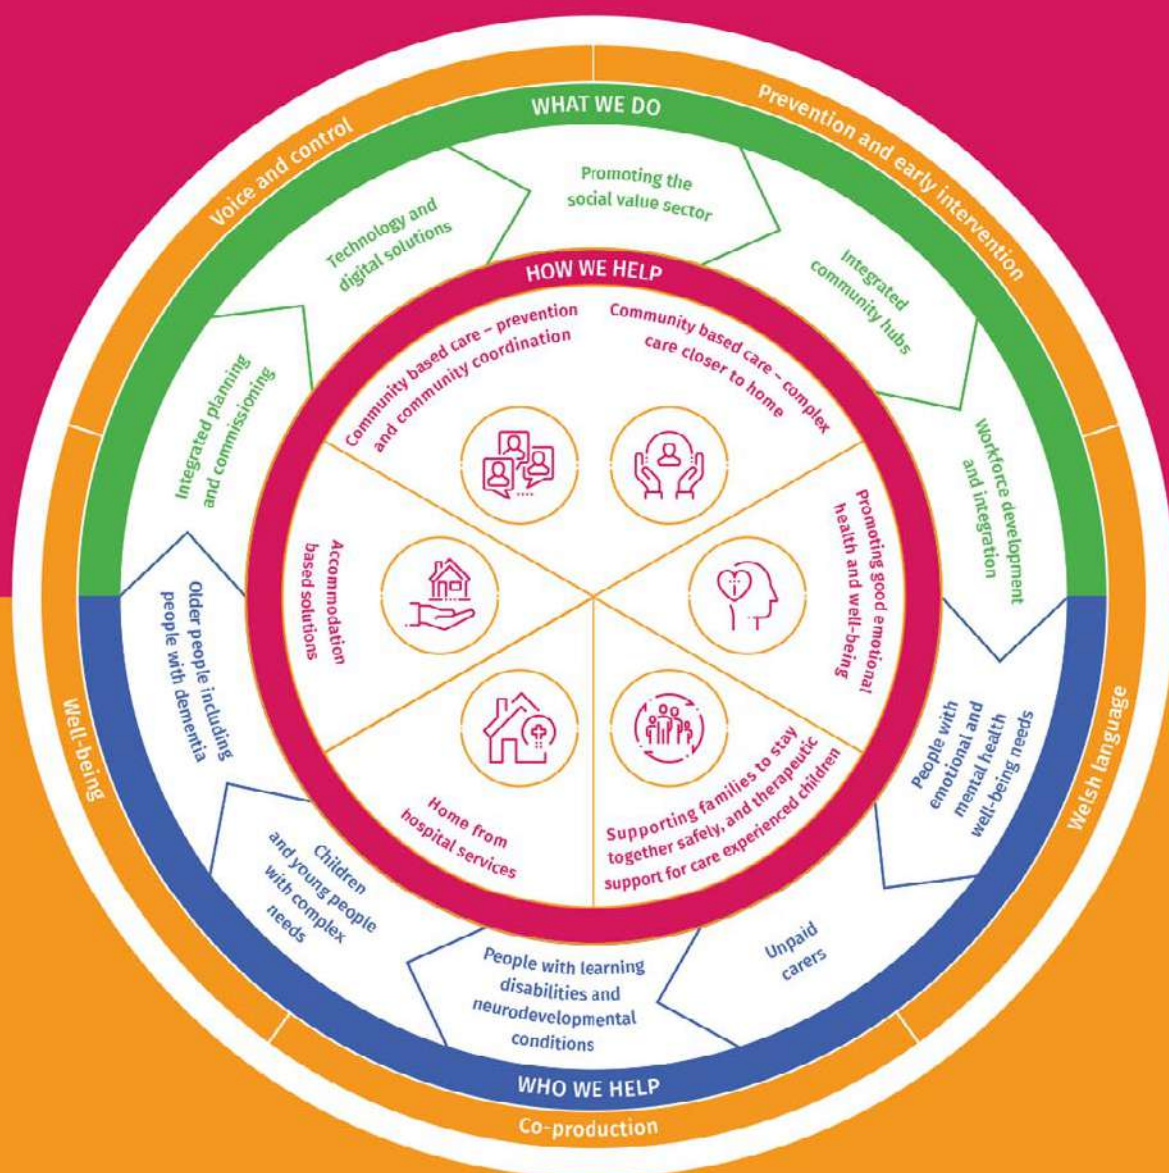 Voice and control
Prevention and early intervention
Welsh language
Co-production
Well-being
WHAT WE DO
Integrated planning
and commissioning
Technology and
digital solutions
Promoting the
social value sector
Integrated
community hubs
Workforce development
and integration
HOW WE HELP
Community based care – prevention
and community coordination
Community based care – complex
care closer to home
Promoting good emotional
health and well-being
Supporting families to stay
together safely, and therapeutic
support for care experienced children
Home from
hospital services
Accommodation
based solutions
People with
emotional and
mental health
well-being needs
Unpaid
carers
People with learning
disabilities and
neurodevelopmental
conditions
Children
and young people
with complex
needs
Older people including
people with dementia
WHO WE HELP